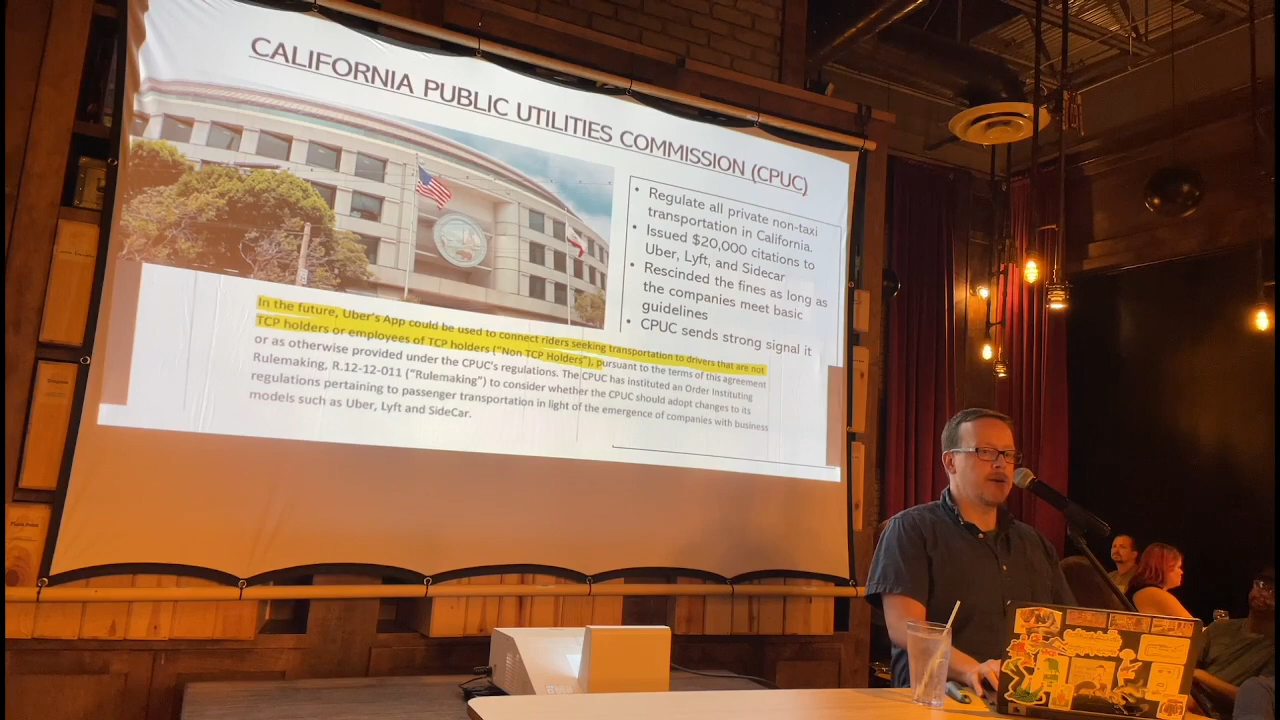 CALIFORNIA PUBLIC UTILITIES COMMISSION (CPUC)
• Regulate all private non-taxi
transportation in California.
• Issued $20,000 citations to
Uber, Lyft, and Sidecar
• Rescinded the fines as long as
the companies meet basic
guidelines
• CPUC sends strong signal it
In the future, Uber's App could be used to connect riders seeking transportation to drivers that are not
TCP holders or employees of TCP holders ("Non TCP Holders"), pursuant to the terms of this agreement
or as otherwise provided under the CPUC's regulations. The CPUC has instituted an Order Instituting
Rulemaking, R.12-12-011 ("Rulemaking") to consider whether the CPUC should adopt changes to its
regulations pertaining to passenger transportation in light of the emergence of companies with business
models such as Uber, Lyft and SideCar.